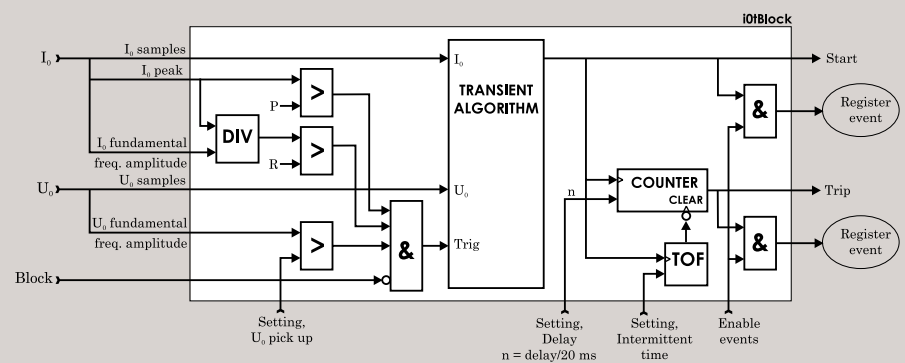 i0tBlock
I₀
I₀ samples
I₀ peak
>
P
I₀
TRANSIENT
ALGORITHM
Start
&
Register
event
DIV
>
R
I₀ fundamental
freq. amplitude
U₀
U₀ samples
U₀
n
COUNTER
CLEAR
Trip
U₀ fundamental
freq. amplitude
>
&
Trig
TOF
&
Register
event
Block
Setting,
U₀ pick up
Setting,
Delay
n = delay/20 ms
Setting,
Intermittent
time
Enable
events